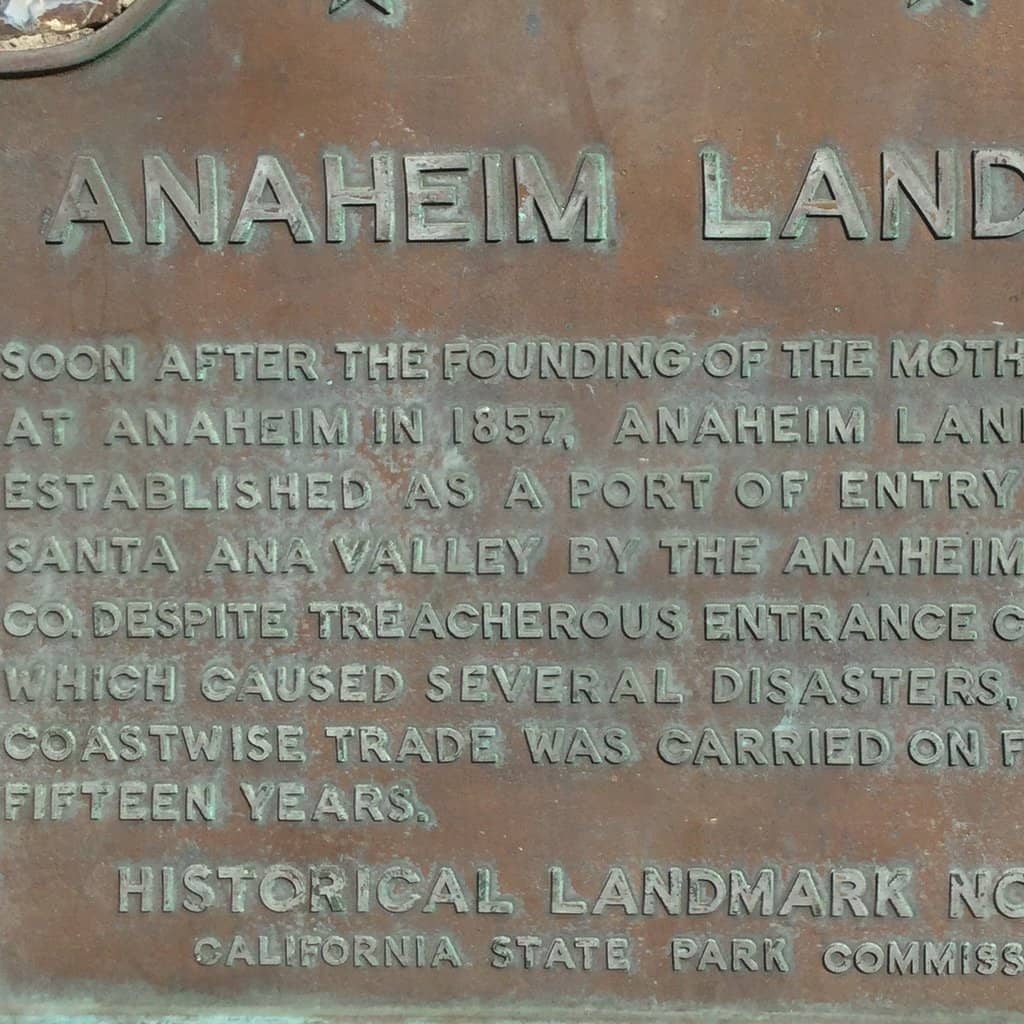 ANAHEIM LAND
SOON AFTER THE FOUNDING OF THE MOTH
AT ANAHEIM IN 1857, ANAHEIM LAN
ESTABLISHED AS A PORT OF ENTRY
SANTA ANA VALLEY BY THE ANAHEIM
CO. DESPITE TREACHEROUS ENTRANCE C
WHICH CAUSED SEVERAL DISASTERS,
COASTWISE TRADE WAS CARRIED ON F
FIFTEEN YEARS.
HISTORICAL LANDMARK NO
CALIFORNIA STATE PARK COMMISS